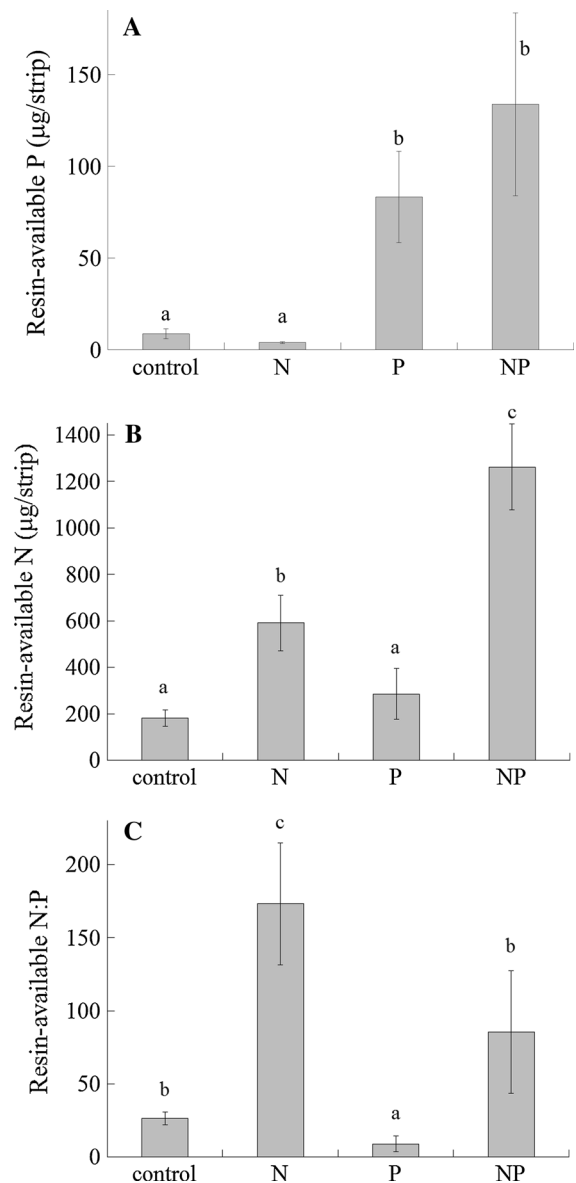 A
Resin-available P (µg/strip)
150
100
50
0
a
a
b
b
control N P NP
B
Resin-available N (µg/strip)
1400
1200
1000
800
600
400
200
0
a
b
a
c
control N P NP
C
Resin-available N:P
200
150
100
50
0
b
c
a
b
control N P NP